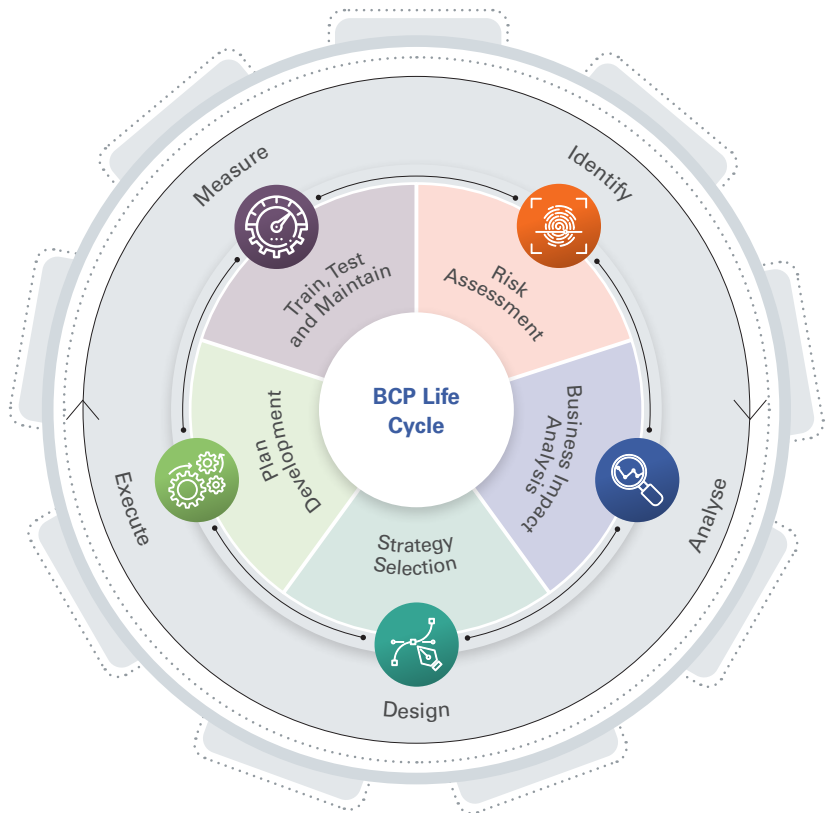 BCP Life
Cycle
Identify
Risk
Assessment
Analyse
Business Impact
Analysis
Design
Strategy
Selection
Execute
Plan
Development
Measure
Train, Test
and Maintain